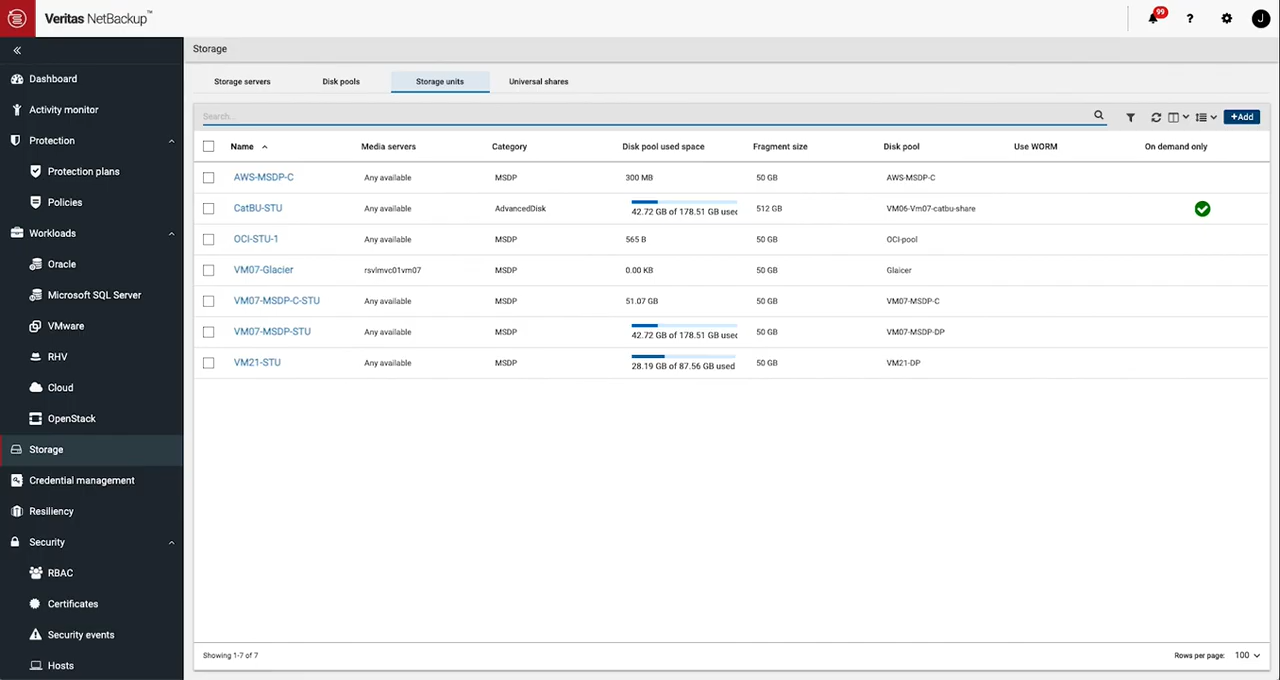 Veritas NetBackup™
99
?
J
Dashboard
Activity monitor
Protection
Protection plans
Policies
Workloads
Oracle
Microsoft SQL Server
VMware
RHV
Cloud
OpenStack
Storage
Credential management
Resiliency
Security
RBAC
Certificates
Security events
Hosts
Storage
Storage servers Disk pools Storage units Universal shares
Search...
+Add
Name Media servers Category Disk pool used space Fragment size Disk pool Use WORM On demand only
AWS-MSDP-C Any available MSDP 300 MB 50 GB AWS-MSDP-C
CatBU-STU Any available AdvancedDisk 42.72 GB of 178.51 GB used 512 GB VM06-Vm07-catbu-share
OCI-STU-1 Any available MSDP 565 B 50 GB OCI-pool
VM07-Glacier rsvlmvc01vm07 MSDP 0.00 KB 50 GB Glaicer
VM07-MSDP-C-STU Any available MSDP 51.07 GB 50 GB VM07-MSDP-C
VM07-MSDP-STU Any available MSDP 42.72 GB of 178.51 GB used 50 GB VM07-MSDP-DP
VM21-STU Any available MSDP 28.19 GB of 87.56 GB used 50 GB VM21-DP
Showing 1-7 of 7
Rows per page: 100